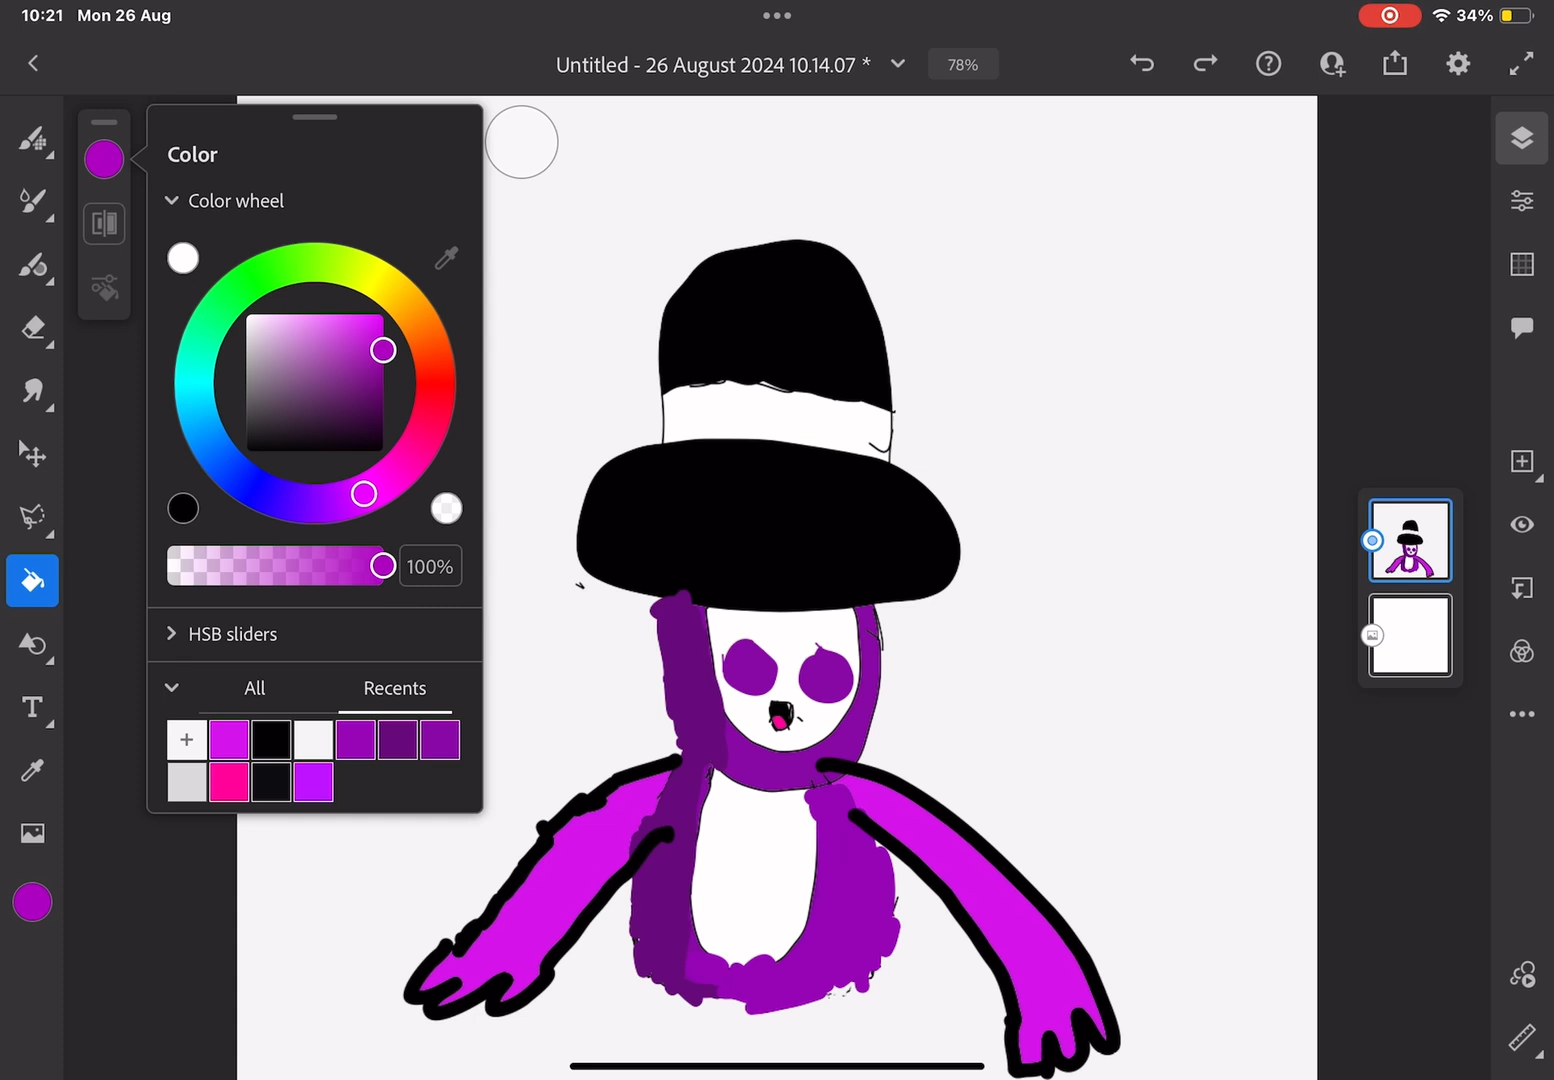 10:21 Mon 26 Aug
34%
Untitled - 26 August 2024 10.14.07 *
78%
Color
Color wheel
100%
HSB sliders
All
Recents